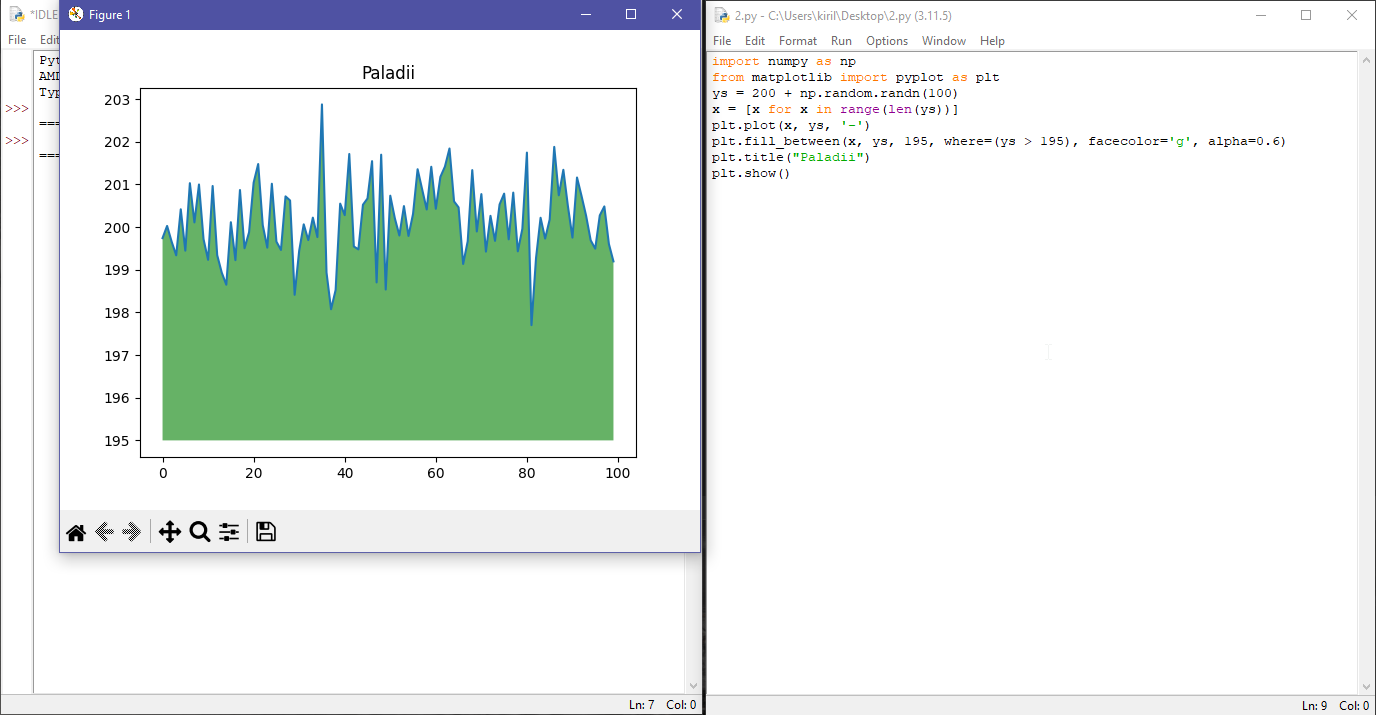 *IDLE
File Edit
Pyt
AMD
Typ
>>>
===
>>>
===
Figure 1
Paladii
203
202
201
200
199
198
197
196
195
0 20 40 60 80 100
Ln: 7 Col: 0
2.py - C:\Users\kiril\Desktop\2.py (3.11.5)
File Edit Format Run Options Window Help
import numpy as np
from matplotlib import pyplot as plt
ys = 200 + np.random.randn(100)
x = [x for x in range(len(ys))]
plt.plot(x, ys, '-')
plt.fill_between(x, ys, 195, where=(ys > 195), facecolor='g', alpha=0.6)
plt.title("Paladii")
plt.show()
Ln: 9 Col: 0